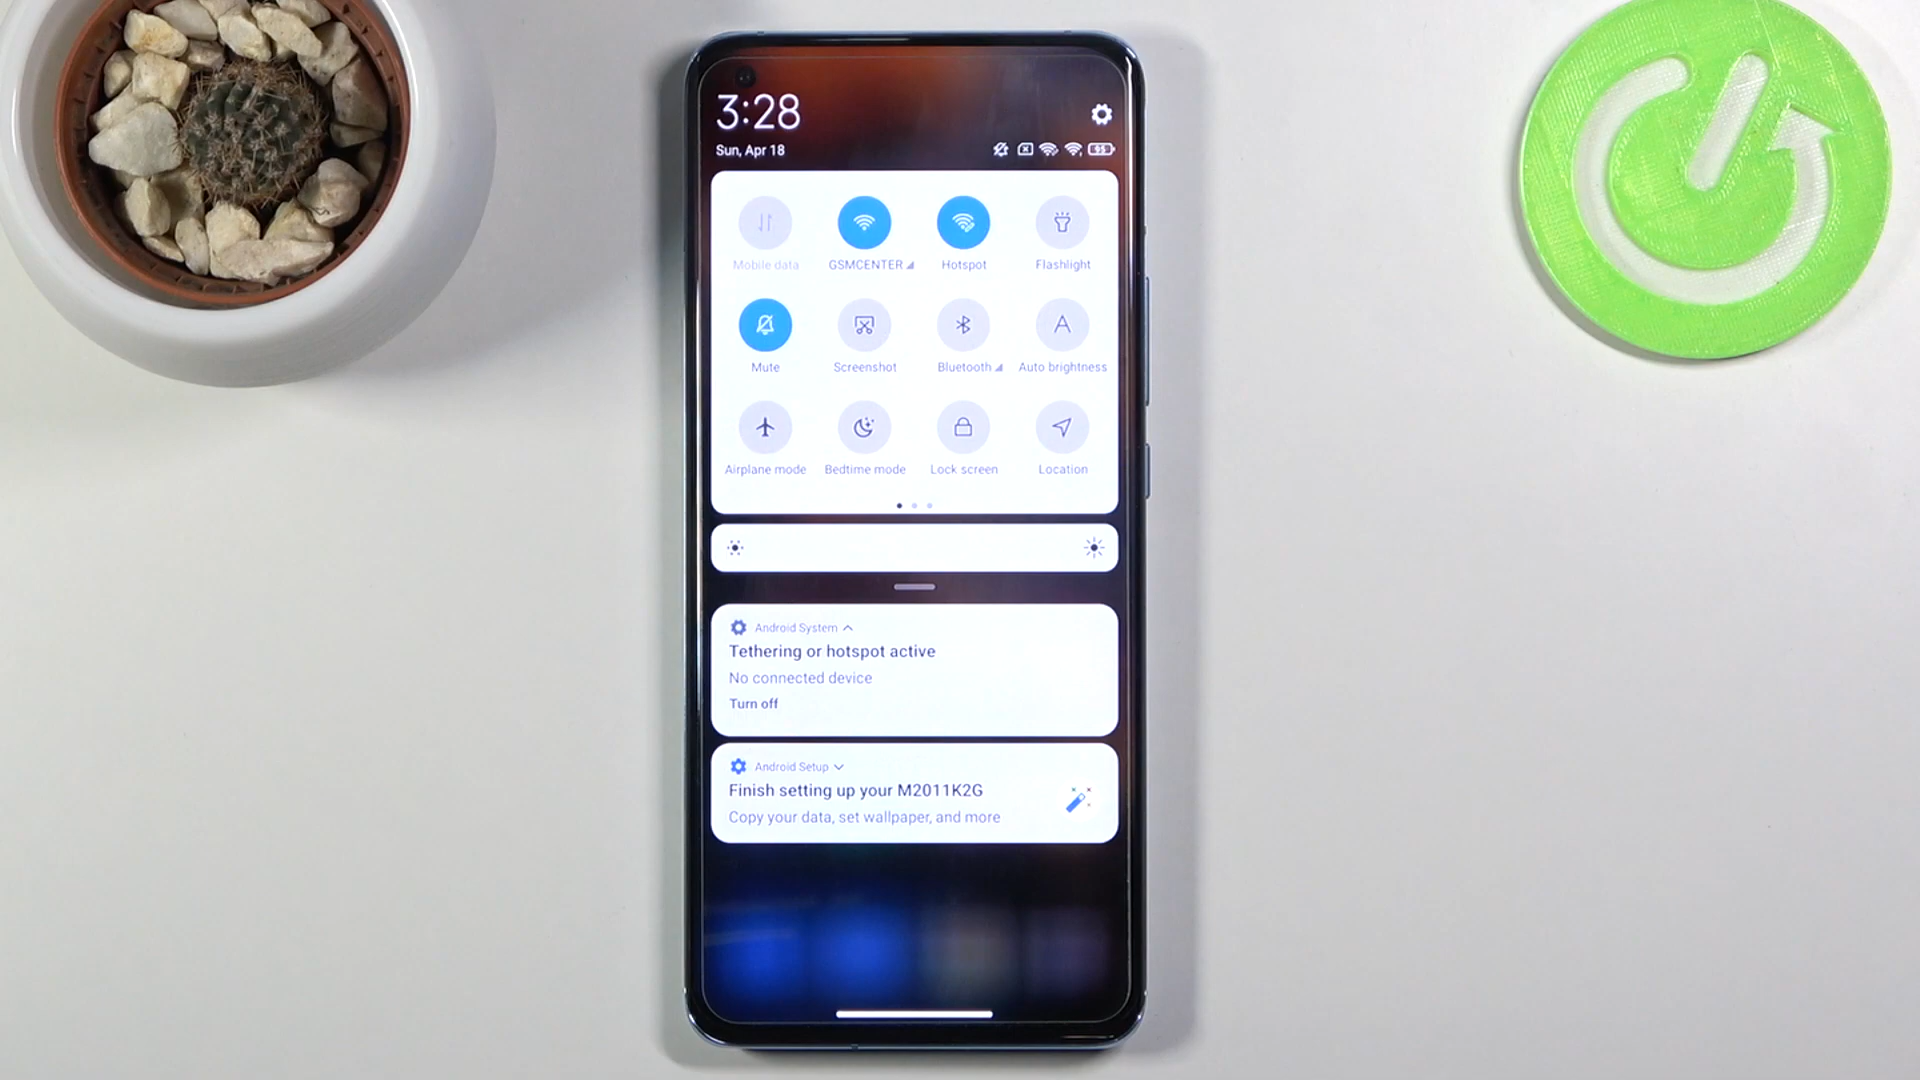 3:28
Sun, Apr 18
95
Mobile data
GSMCENTER
Hotspot
Flashlight
Mute
Screenshot
Bluetooth
A
Auto brightness
Airplane mode
Bedtime mode
Lock screen
Location
Android System
Tethering or hotspot active
No connected device
Turn off
Android Setup
Finish setting up your M2011K2G
Copy your data, set wallpaper, and more